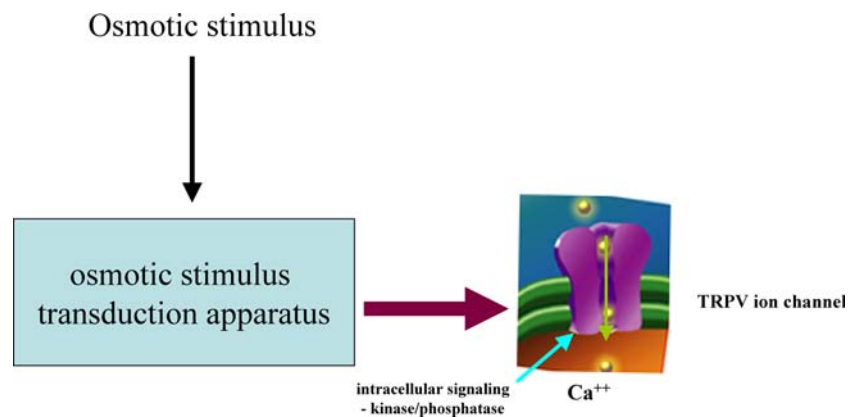 Osmotic stimulus
osmotic stimulus
transduction apparatus
TRPV ion channel
intracellular signaling
- kinase/phosphatase
Ca⁺⁺